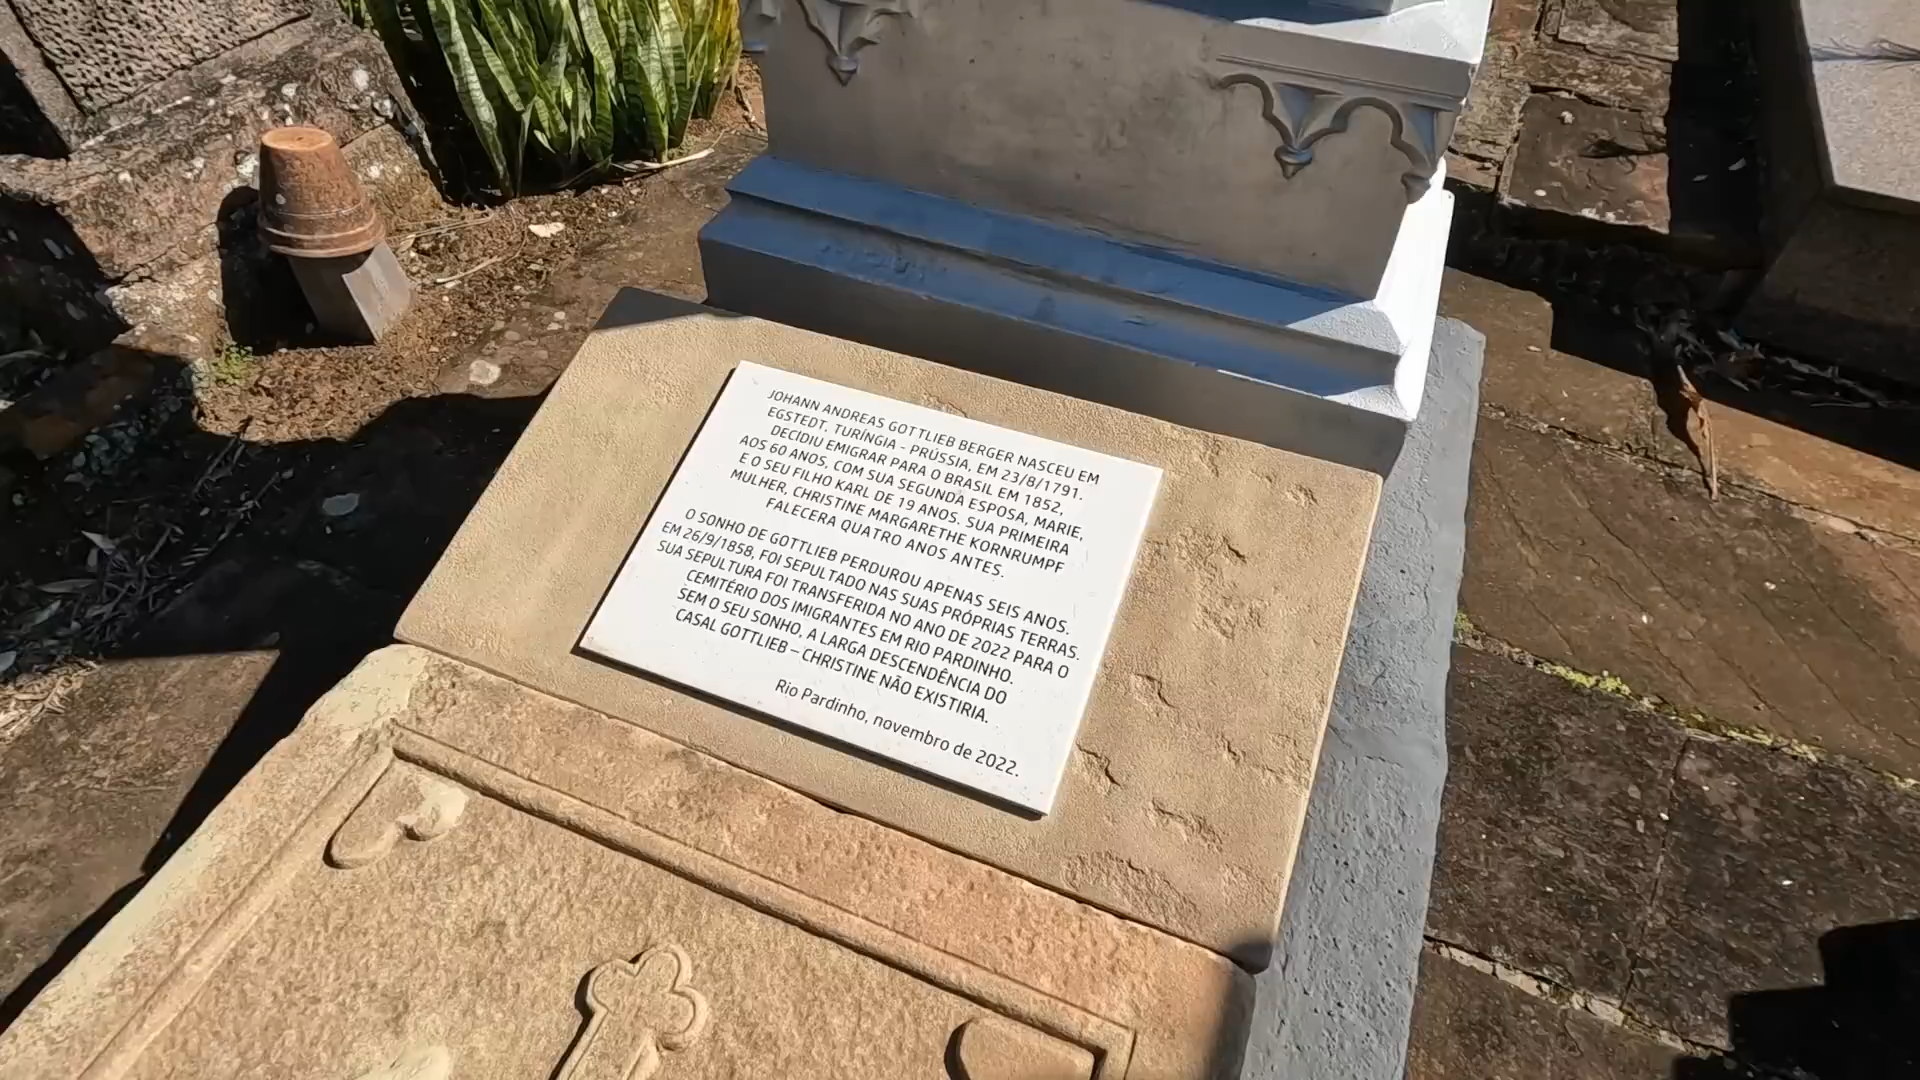 JOHANN ANDREAS GOTTLIEB BERGER NASCEU EM
EGSTEDT, TURÍNGIA - PRÚSSIA, EM 23/8/1791.
DECÍDIU EMIGRAR PARA O BRASIL EM 1852,
AOS 60 ANOS, COM SUA SEGUNDA ESPOSA, MARIE,
E O SEU FILHO KARL DE 19 ANOS. SUA PRIMEIRA
MULHER, CHRISTINE MARGARETHE KORNRUMPF
FALECERA QUATRO ANOS ANTES.
O SONHO DE GOTTLIEB PERDUROU APENAS SEIS ANOS.
EM 26/9/1858, FOI SEPULTADO NAS SUAS PRÓPRIAS TERRAS.
SUA SEPULTURA FOI TRANSFERIDA NO ANO DE 2022 PARA O
CEMITÉRIO DOS IMIGRANTES EM RIO PARDINHO.
SEM O SEU SONHO, A LARGA DESCENDÊNCIA DO
CASAL GOTTLIEB – CHRISTINE NÃO EXISTIRIA.
Rio Pardinho, novembro de 2022.